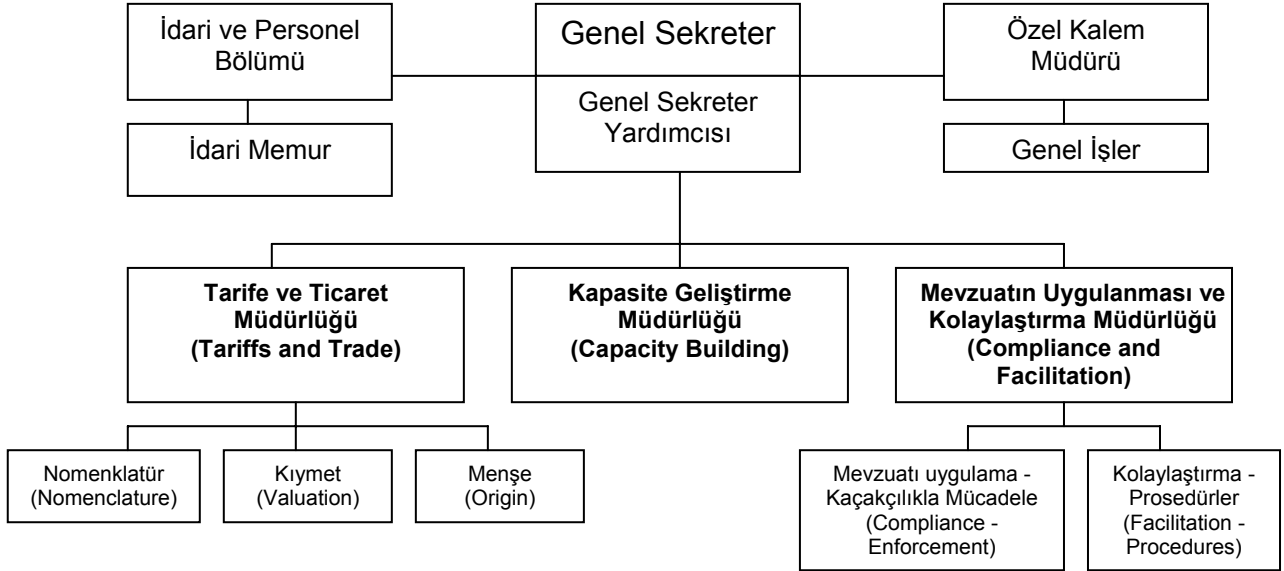 İdari ve Personel
Bölümü
Genel Sekreter
Özel Kalem
Müdürü
Genel Sekreter
Yardımcısı
İdari Memur
Genel İşler
Tarife ve Ticaret
Müdürlüğü
(Tariffs and Trade)
Kapasite Geliştirme
Müdürlüğü
(Capacity Building)
Mevzuatın Uygulanması ve
Kolaylaştırma Müdürlüğü
(Compliance and
Facilitation)
Nomenklatür
(Nomenclature)
Kıymet
(Valuation)
Menşe
(Origin)
Mevzuatı uygulama -
Kaçakçılıkla Mücadele
(Compliance -
Enforcement)
Kolaylaştırma -
Prosedürler
(Facilitation -
Procedures)